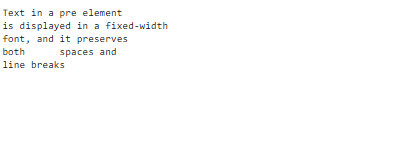 Text in a pre element
is displayed in a fixed-width
font, and it preserves
both      spaces and
line breaks